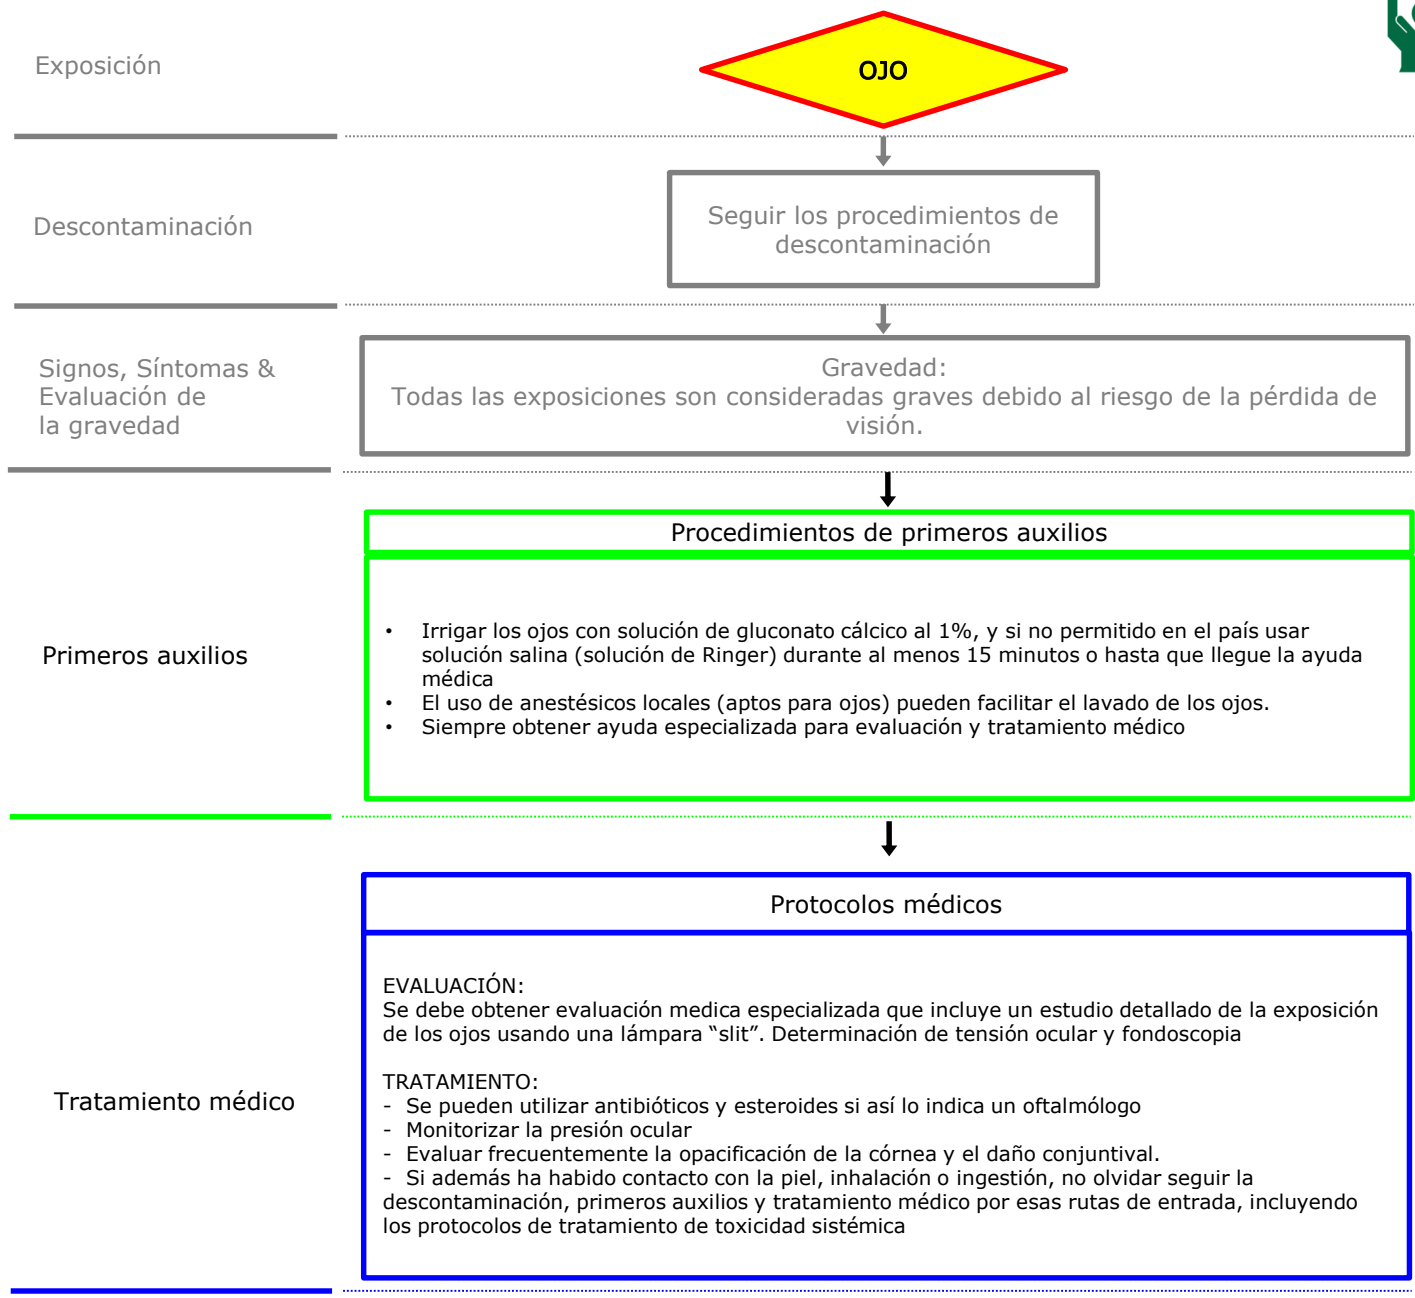 Exposición
OJO
Descontaminación
Seguir los procedimientos de
descontaminación
Signos, Síntomas &
Evaluación de
la gravedad
Gravedad:
Todas las exposiciones son consideradas graves debido al riesgo de la pérdida de
visión.
Primeros auxilios
Procedimientos de primeros auxilios
• Irrigar los ojos con solución de gluconato cálcico al 1%, y si no permitido en el país usar
solución salina (solución de Ringer) durante al menos 15 minutos o hasta que llegue la ayuda
médica
• El uso de anestésicos locales (aptos para ojos) pueden facilitar el lavado de los ojos.
• Siempre obtener ayuda especializada para evaluación y tratamiento médico
Tratamiento médico
Protocolos médicos
EVALUACIÓN:
Se debe obtener evaluación medica especializada que incluye un estudio detallado de la exposición
de los ojos usando una lámpara “slit”. Determinación de tensión ocular y fondoscopia
TRATAMIENTO:
- Se pueden utilizar antibióticos y esteroides si así lo indica un oftalmólogo
- Monitorizar la presión ocular
- Evaluar frecuentemente la opacificación de la córnea y el daño conjuntival.
- Si además ha habido contacto con la piel, inhalación o ingestión, no olvidar seguir la
descontaminación, primeros auxilios y tratamiento médico por esas rutas de entrada, incluyendo
los protocolos de tratamiento de toxicidad sistémica